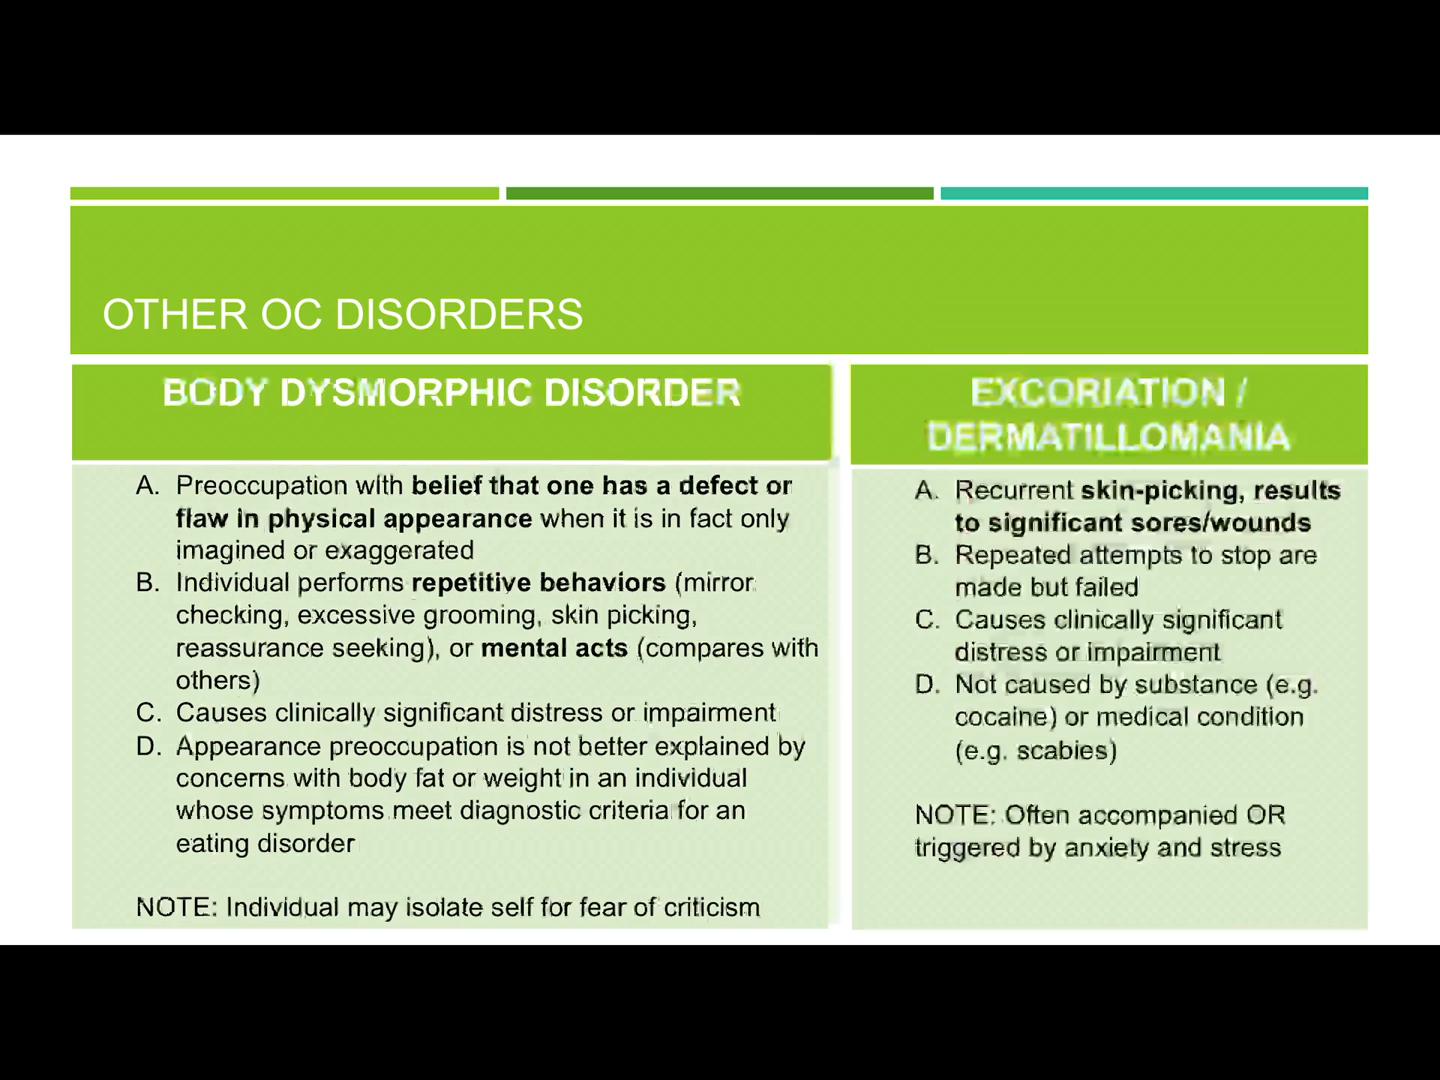 OTHER OC DISORDERS
BODY DYSMORPHIC DISORDER
A. Preoccupation with belief that one has a defect or
flaw in physical appearance when it is in fact only
imagined or exaggerated
B. Individual performs repetitive behaviors (mirror
checking, excessive grooming, skin picking,
reassurance seeking), or mental acts (compares with
others)
C. Causes clinically significant distress or impairment
D. Appearance preoccupation is not better explained by
concerns with body fat or weight in an individual
whose symptoms meet diagnostic criteria for an
eating disorder
NOTE: Individual may isolate self for fear of criticism
EXCORIATION /
DERMATILLOMANIA
A. Recurrent skin-picking, results
to significant sores/wounds
B. Repeated attempts to stop are
made but failed
C. Causes clinically significant
distress or impairment
D. Not caused by substance (e.g.
cocaine) or medical condition
(e.g. scabies)
NOTE: Often accompanied OR
triggered by anxiety and stress